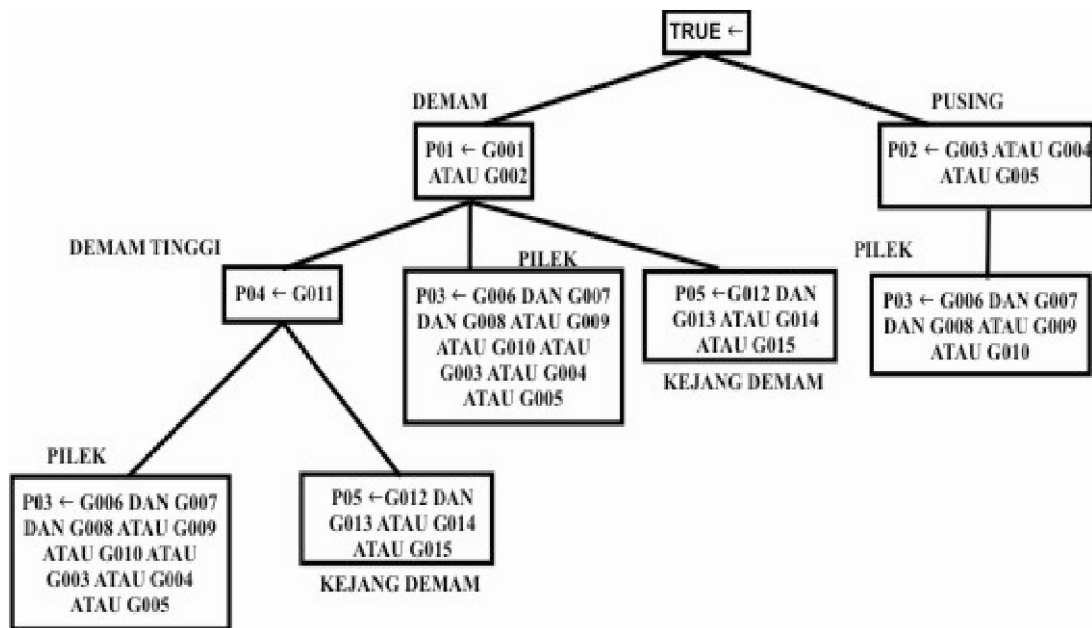 TRUE ←
DEMAM
PUSING
P01 ← G001
ATAU G002
P02 ← G003 ATAU G004
ATAU G005
DEMAM TINGGI
P04 ← G011
PILEK
P03 ← G006 DAN G007
DAN G008 ATAU G009
ATAU G010 ATAU
G003 ATAU G004
ATAU G005
P05 ←G012 DAN
G013 ATAU G014
ATAU G015
KEJANG DEMAM
PILEK
P03 ← G006 DAN G007
DAN G008 ATAU G009
ATAU G010
PILEK
P03 ← G006 DAN G007
DAN G008 ATAU G009
ATAU G010 ATAU
G003 ATAU G004
ATAU G005
P05 ←G012 DAN
G013 ATAU G014
ATAU G015
KEJANG DEMAM